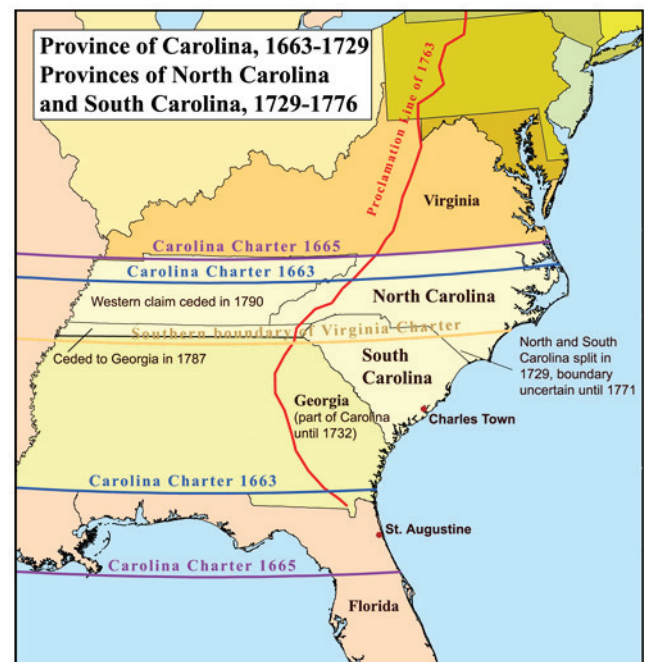 Province of Carolina, 1663-1729
Provinces of North Carolina
and South Carolina, 1729-1776
Proclamation Line of 1763
Virginia
Carolina Charter 1665
Carolina Charter 1663
Western claim ceded in 1790
North Carolina
Southern boundary of Virginia Charter
Ceded to Georgia in 1787
North and South
Carolina split in
1729, boundary
uncertain until 1771
South
Carolina
Georgia
(part of Carolina
until 1732)
Charles Town
Carolina Charter 1663
St. Augustine
Carolina Charter 1665
Florida